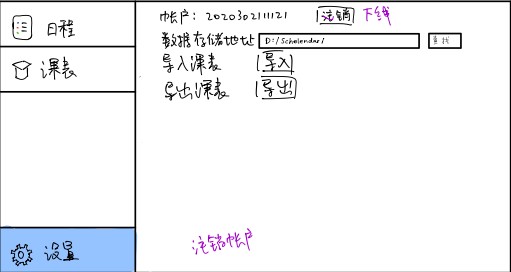 日程
课表
设置
帐户：2020302111121 注销 下线
数据存储地址 D:/Scholendar/ 查找
导入课表 导入
导出课表 导出
注销帐户